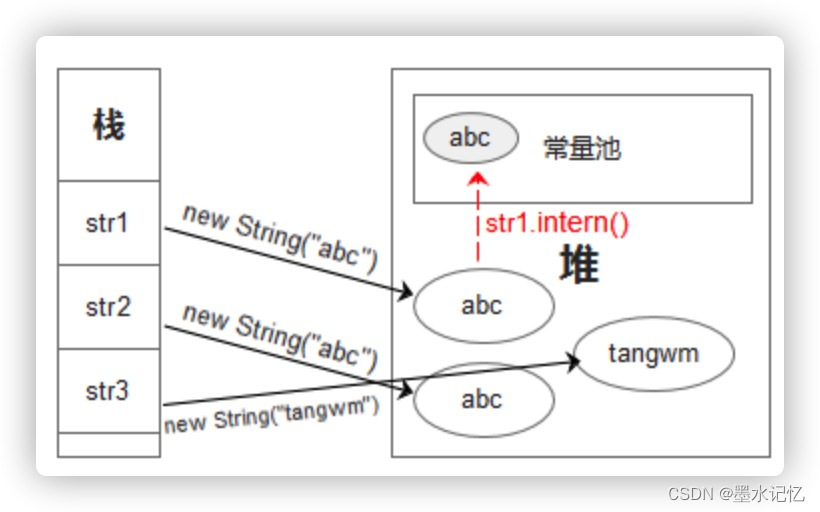 栈
str1
str2
str3
new String("abc")
new String("abc")
new String("tangwm")
abc
常量池
str1.intern()
堆
abc
tangwm
abc
CSDN @墨水记忆